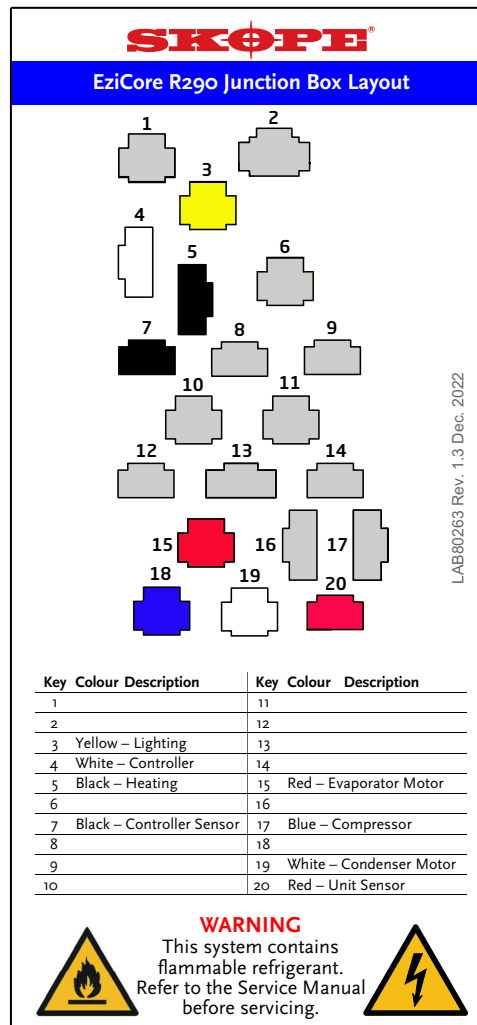 SKOPE®
EziCore R290 Junction Box Layout
1
2
3
4
5
6
7
8
9
10
11
12
13
14
15
16
17
18
19
20
LAB80263 Rev. 1.3 Dec. 2022
Key Colour Description Key Colour Description
1 11
2 12
3 Yellow – Lighting 13
4 White – Controller 14
5 Black – Heating 15 Red – Evaporator Motor
6 16
7 Black – Controller Sensor 17 Blue – Compressor
8 18
9 19 White – Condenser Motor
10 20 Red – Unit Sensor
WARNING
This system contains
flammable refrigerant.
Refer to the Service Manual
before servicing.